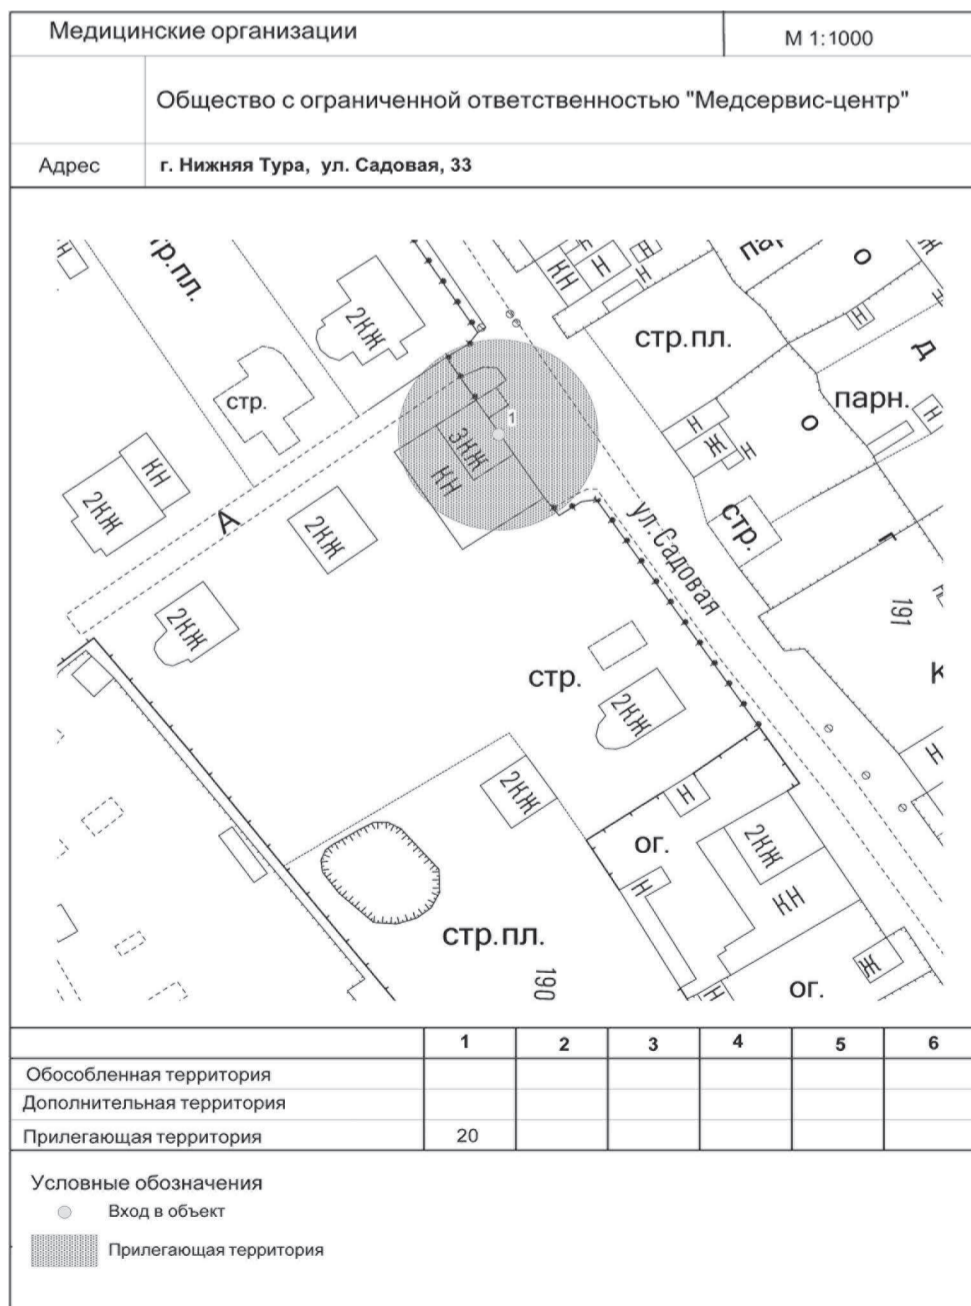 Медицинские организации
М 1:1000
Общество с ограниченной ответственностью "Медсервис-центр"
Адрес
г. Нижняя Тура, ул. Садовая, 33
Н
тр.пл.
2КЖ
КН
Н
Н
Н
Н
пар
о
Ж
Н
Н
стр.пл.
д
парн.
Н
о
стр.
1
3КЖ
КН
Н
Ж
Н
КН
2КЖ
А
2КЖ
ул.Садовая
стр.
г
191
2КЖ
стр.
2КЖ
К
Н
2КЖ
Н
ог.
2КЖ
Н
КН
стр.пл.
190
Ж
Н
ог.
1 2 3 4 5 6
Обособленная территория
Дополнительная территория
Прилегающая территория 20
Условные обозначения
Вход в объект
Прилегающая территория